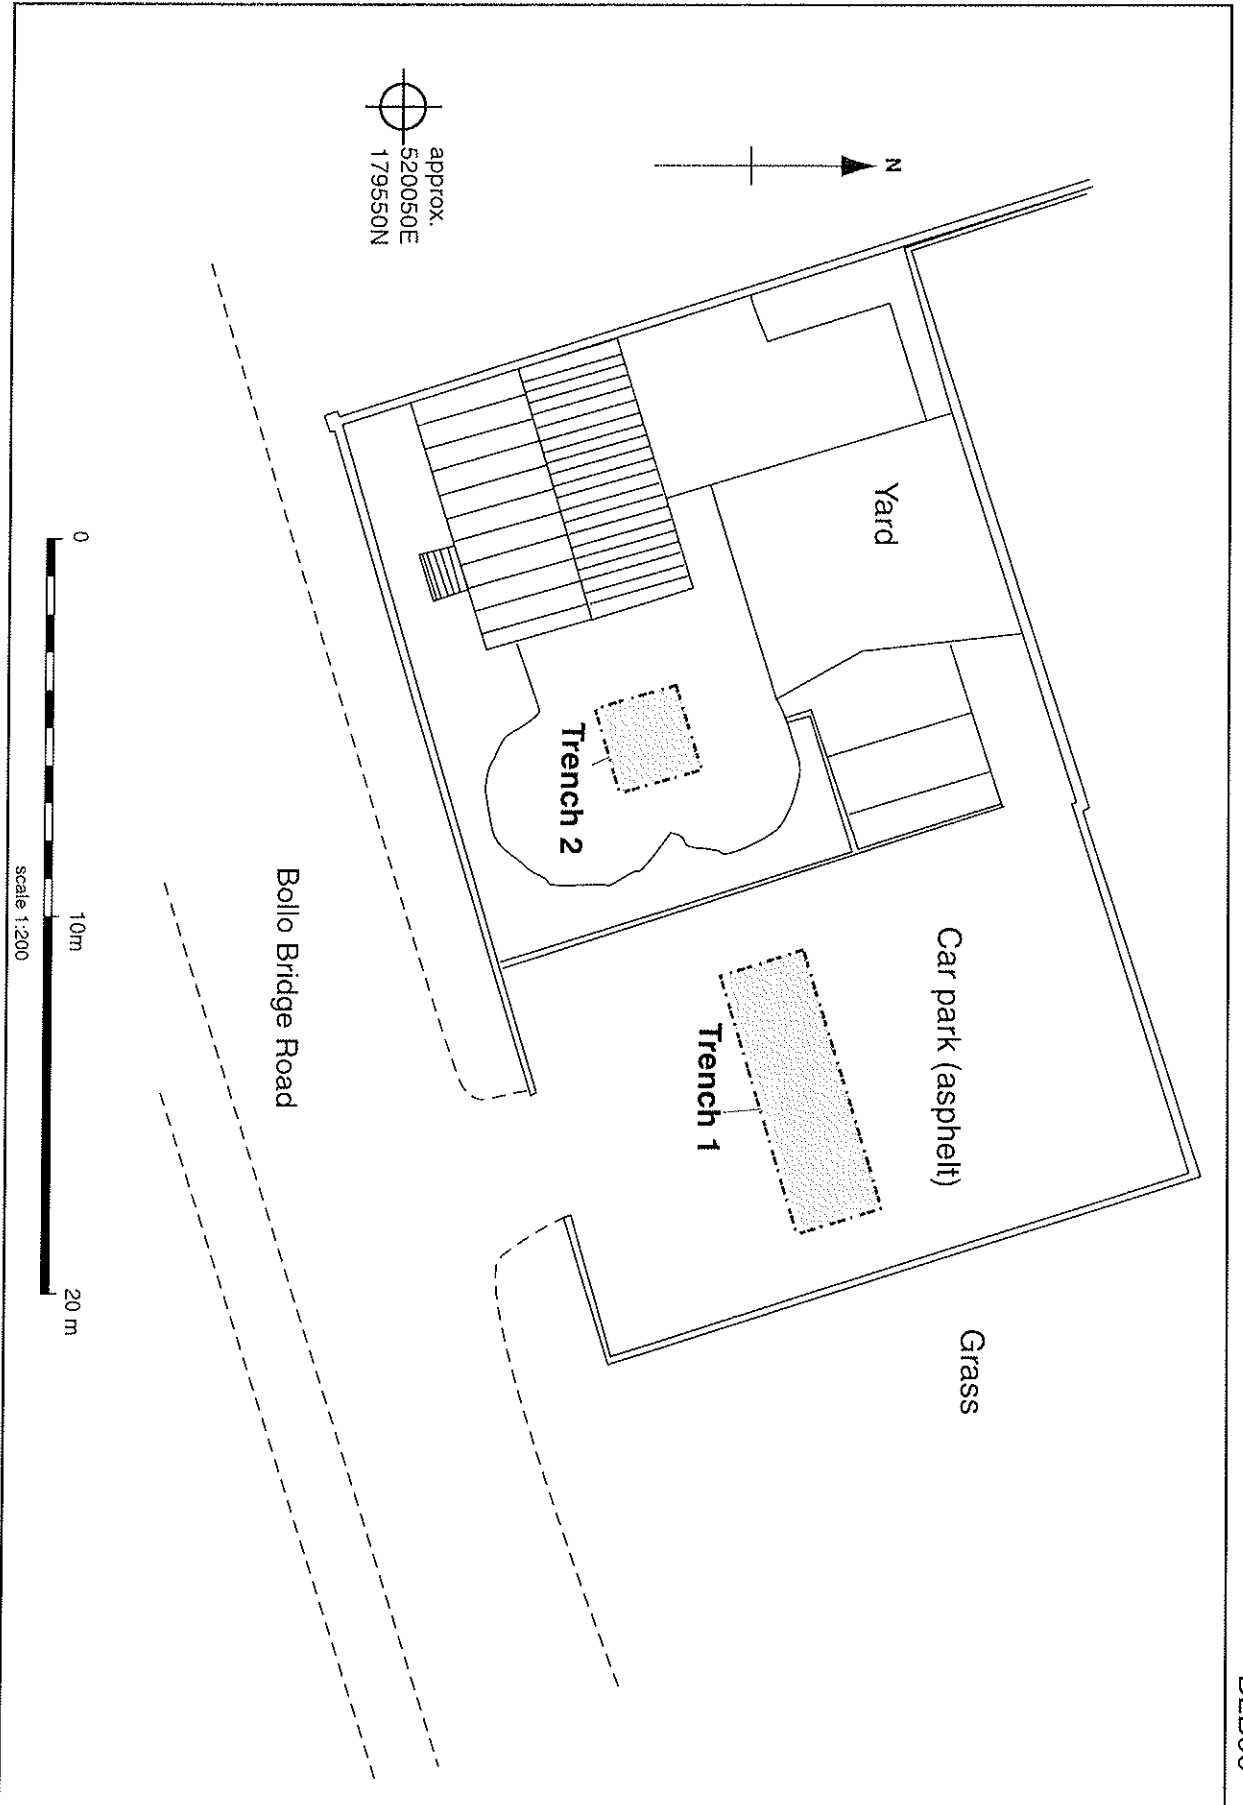 N
approx.
520050E
179550N
Yard
Car park (asphelt)
Grass
Trench 2
Trench 1
Bollo Bridge Road
0
10m
20 m
scale 1:200